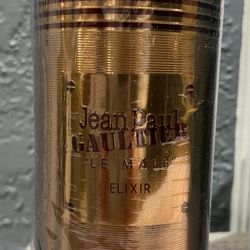 Jean Paul
GAULTIER
"LE MALE"
ELIXIR